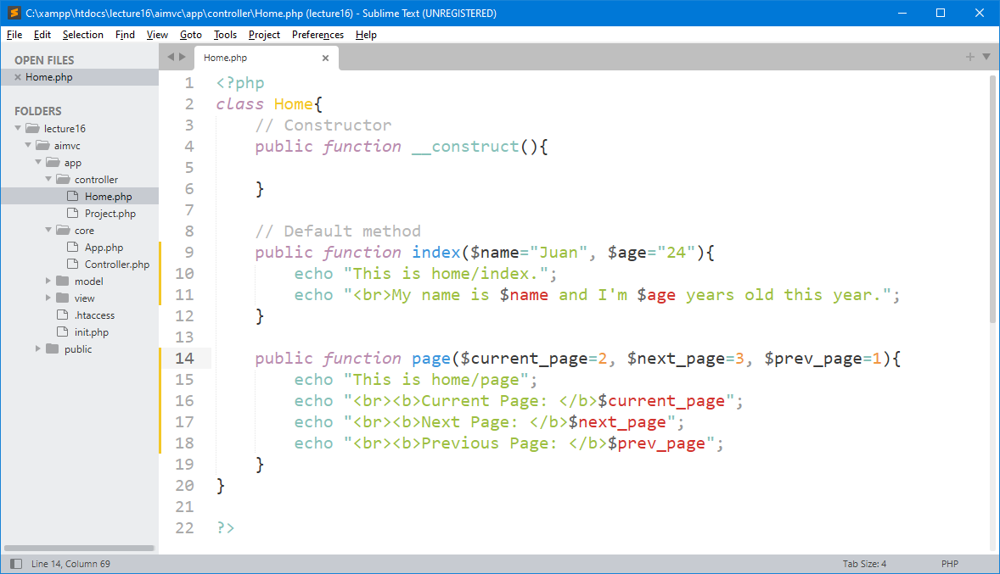 C:\xampp\htdocs\lecture16\aimvc\app\controller\Home.php (lecture16) - Sublime Text (UNREGISTERED)
File Edit Selection Find View Goto Tools Project Preferences Help
OPEN FILES
Home.php
FOLDERS
lecture16
aimvc
app
controller
Home.php
Project.php
core
App.php
Controller.php
model
view
.htaccess
init.php
public
Home.php
1 <?php
2 class Home{
3     // Constructor
4     public function __construct(){
5
6     }
7
8     // Default method
9     public function index($name="Juan", $age="24"){
10         echo "This is home/index.";
11         echo "<br>My name is $name and I'm $age years old this year.";
12     }
13
14     public function page($current_page=2, $next_page=3, $prev_page=1){
15         echo "This is home/page";
16         echo "<br><b>Current Page: </b>$current_page";
17         echo "<br><b>Next Page: </b>$next_page";
18         echo "<br><b>Previous Page: </b>$prev_page";
19     }
20 }
21
22 ?>
Line 14, Column 69 Tab Size: 4 PHP